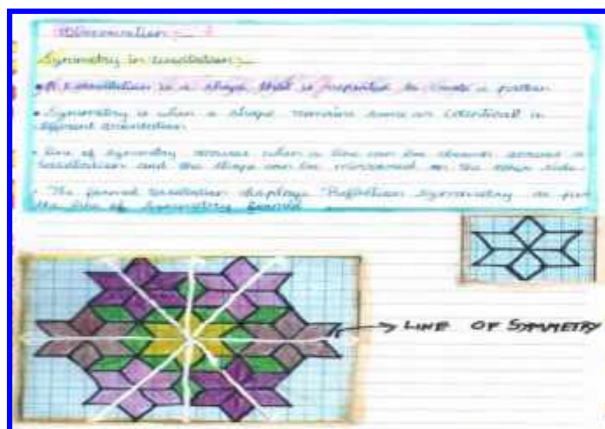 Observation :-
Symmetry in tessellation :-
• A tessellation is a shape that is repeated to create a pattern
• Symmetry is when a shape remains same or identical in different orientation
• Line of symmetry occurs when a line can be drawn across a tessellation and the shape can be mirrored on the other side.
• The formed tessellation displays Reflection symmetry as per
the line of symmetry formed
LINE OF SYMMETRY